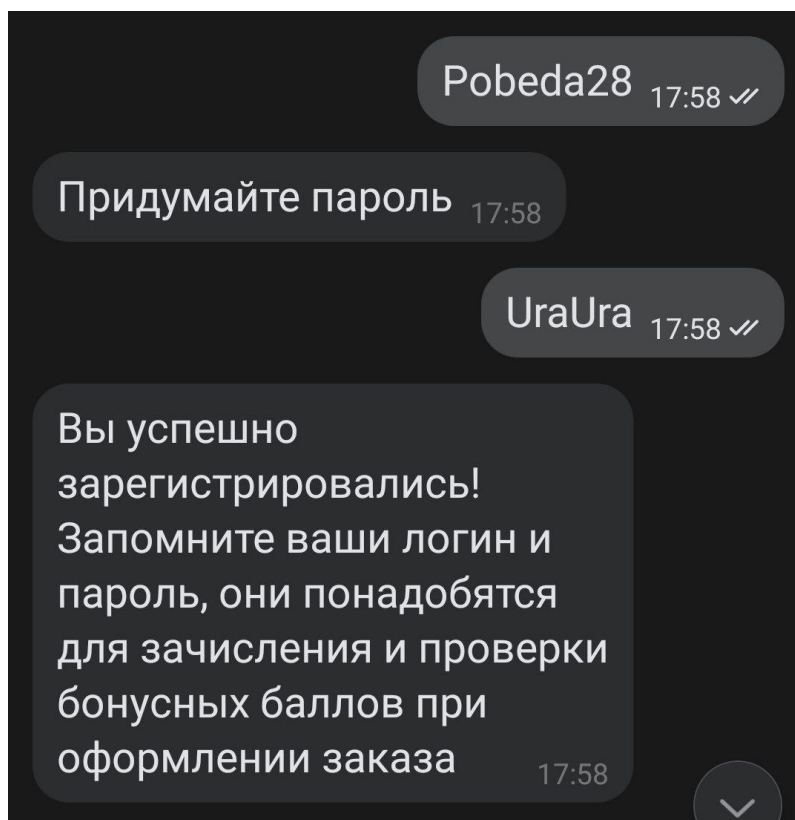 Pobeda28 17:58
Придумайте пароль 17:58
UraUra 17:58
Вы успешно
зарегистрировались!
Запомните ваши логин и
пароль, они понадобятся
для зачисления и проверки
бонусных баллов при
оформлении заказа 17:58